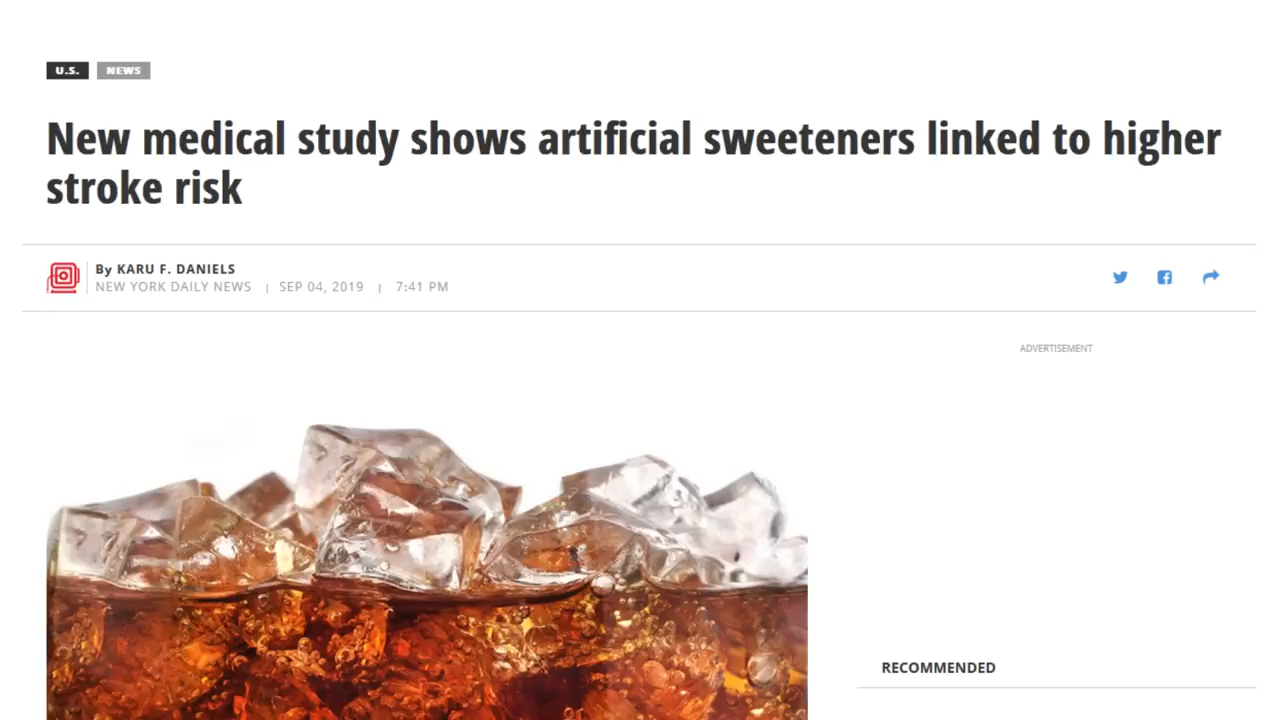 U.S. NEWS
New medical study shows artificial sweeteners linked to higher
stroke risk
By KARU F. DANIELS
NEW YORK DAILY NEWS | SEP 04, 2019 | 7:41 PM
ADVERTISEMENT
RECOMMENDED